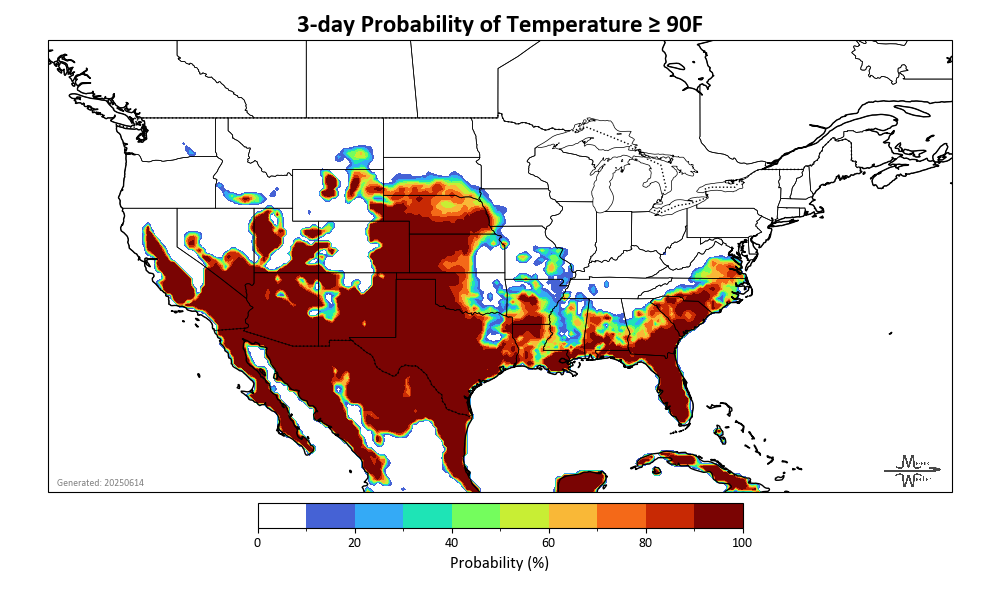 3-day Probability of Temperature ≥ 90F
Generated: 20250614
0 20 40 60 80 100
Probability (%)